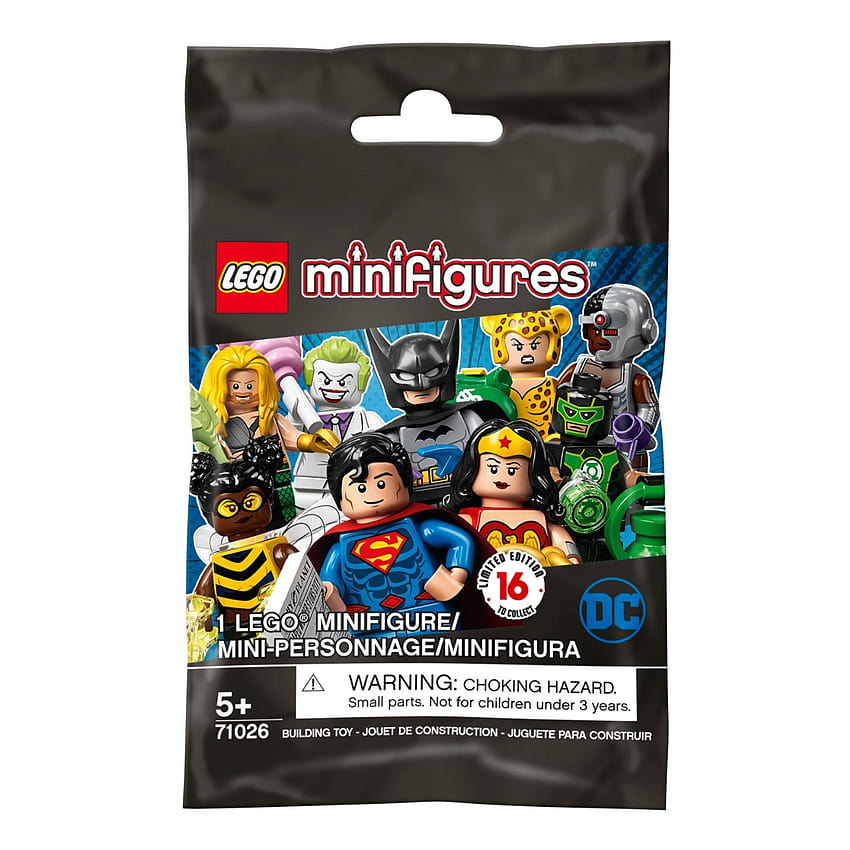 LEGO minifigures™
LIMITED EDITION
16
TO COLLECT
DC
1 LEGO® MINIFIGURE/
MINI-PERSONNAGE/MINIFIGURA
WARNING: CHOKING HAZARD.
Small parts. Not for children under 3 years.
5+
71026 BUILDING TOY - JOUET DE CONSTRUCTION - JUGUETE PARA CONSTRUIR